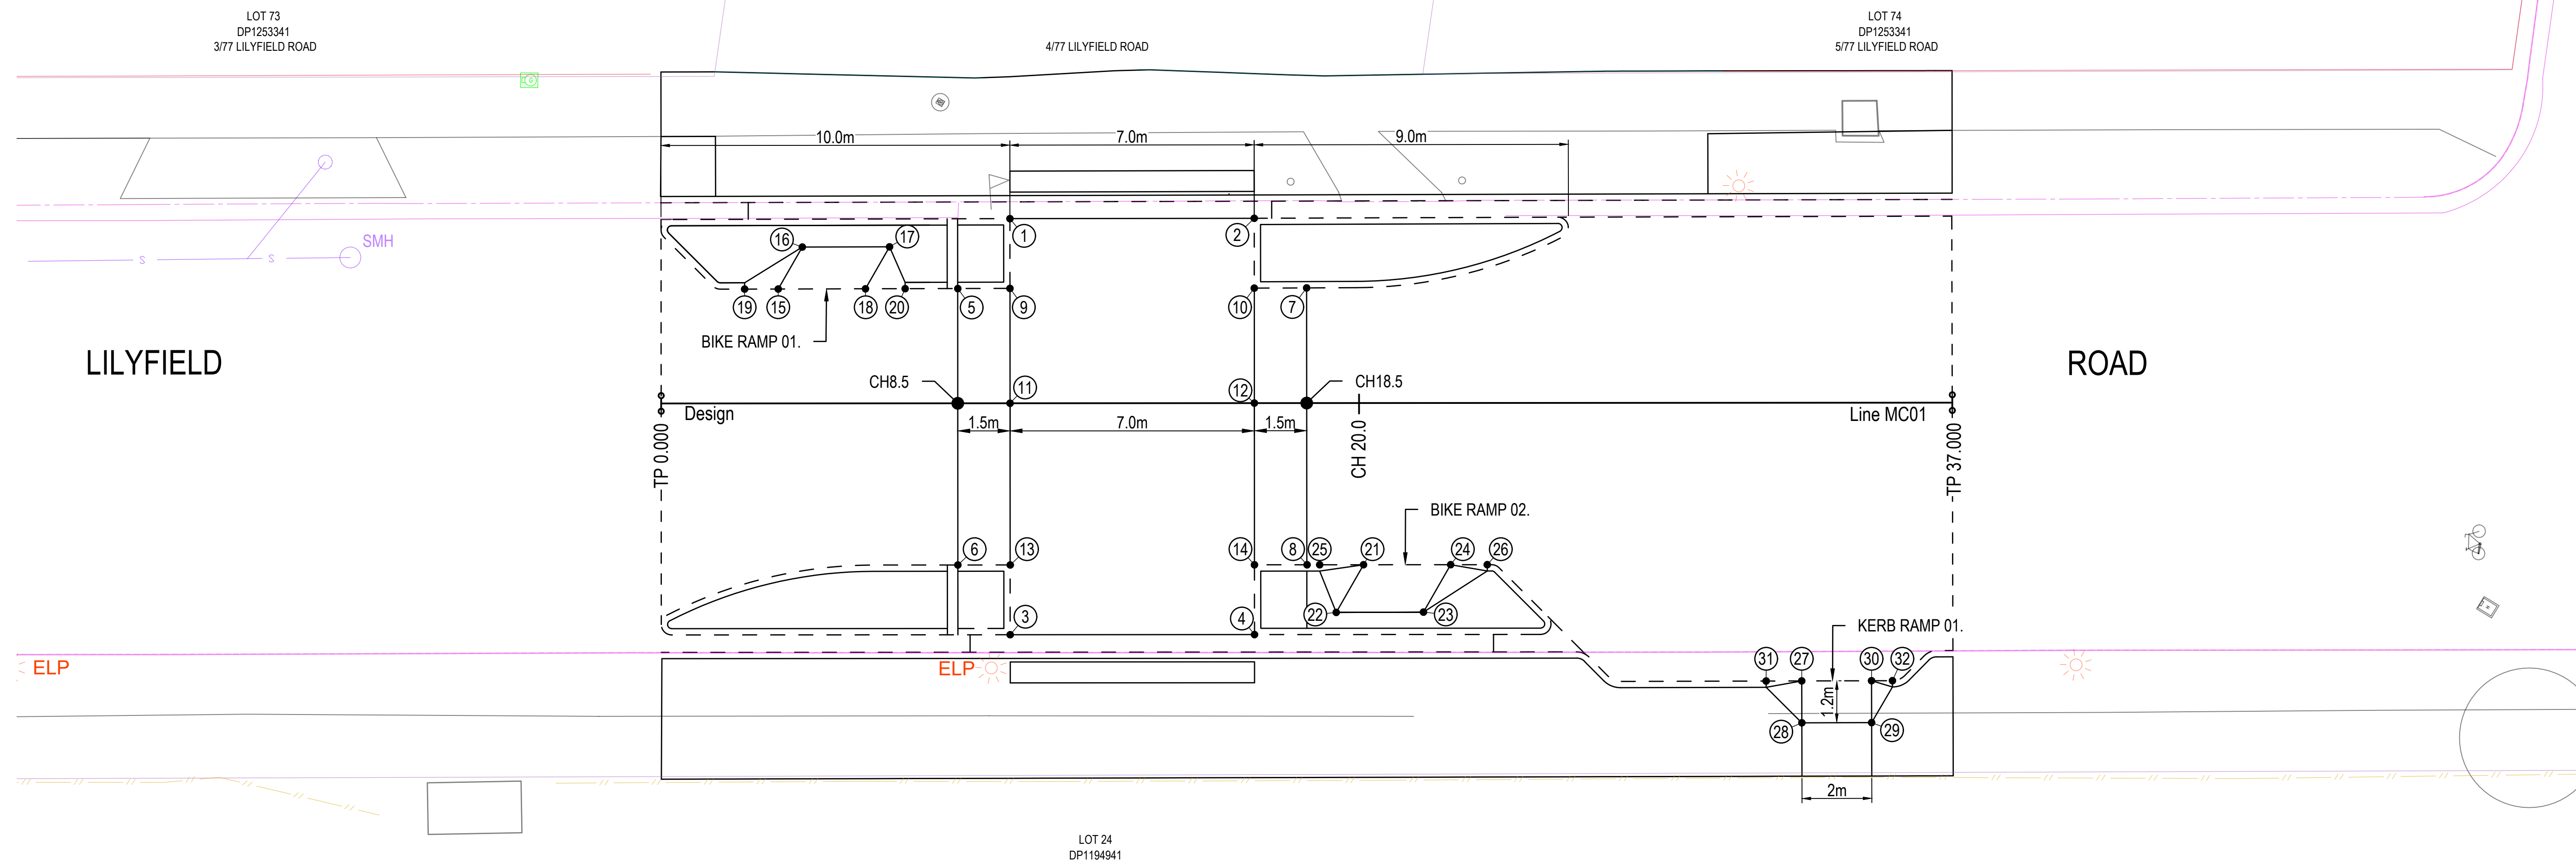 LOT 73
DP1253341
3/77 LILYFIELD ROAD
4/77 LILYFIELD ROAD
LOT 74
DP1253341
5/77 LILYFIELD ROAD
10.0m
7.0m
9.0m
SMH
S
S
16
17
1
2
19
15
18
20
5
9
10
7
BIKE RAMP 01.
LILYFIELD
ROAD
CH8.5
11
12
CH18.5
Design
Line MC01
1.5m
7.0m
1.5m
TP 0.000
CH 20.0
TP 37.000
BIKE RAMP 02.
6
13
14
8
25
21
24
26
22
23
3
4
KERB RAMP 01.
ELP
ELP
31
27
30
32
1.2m
28
29
2m
LOT 24
DP1194941